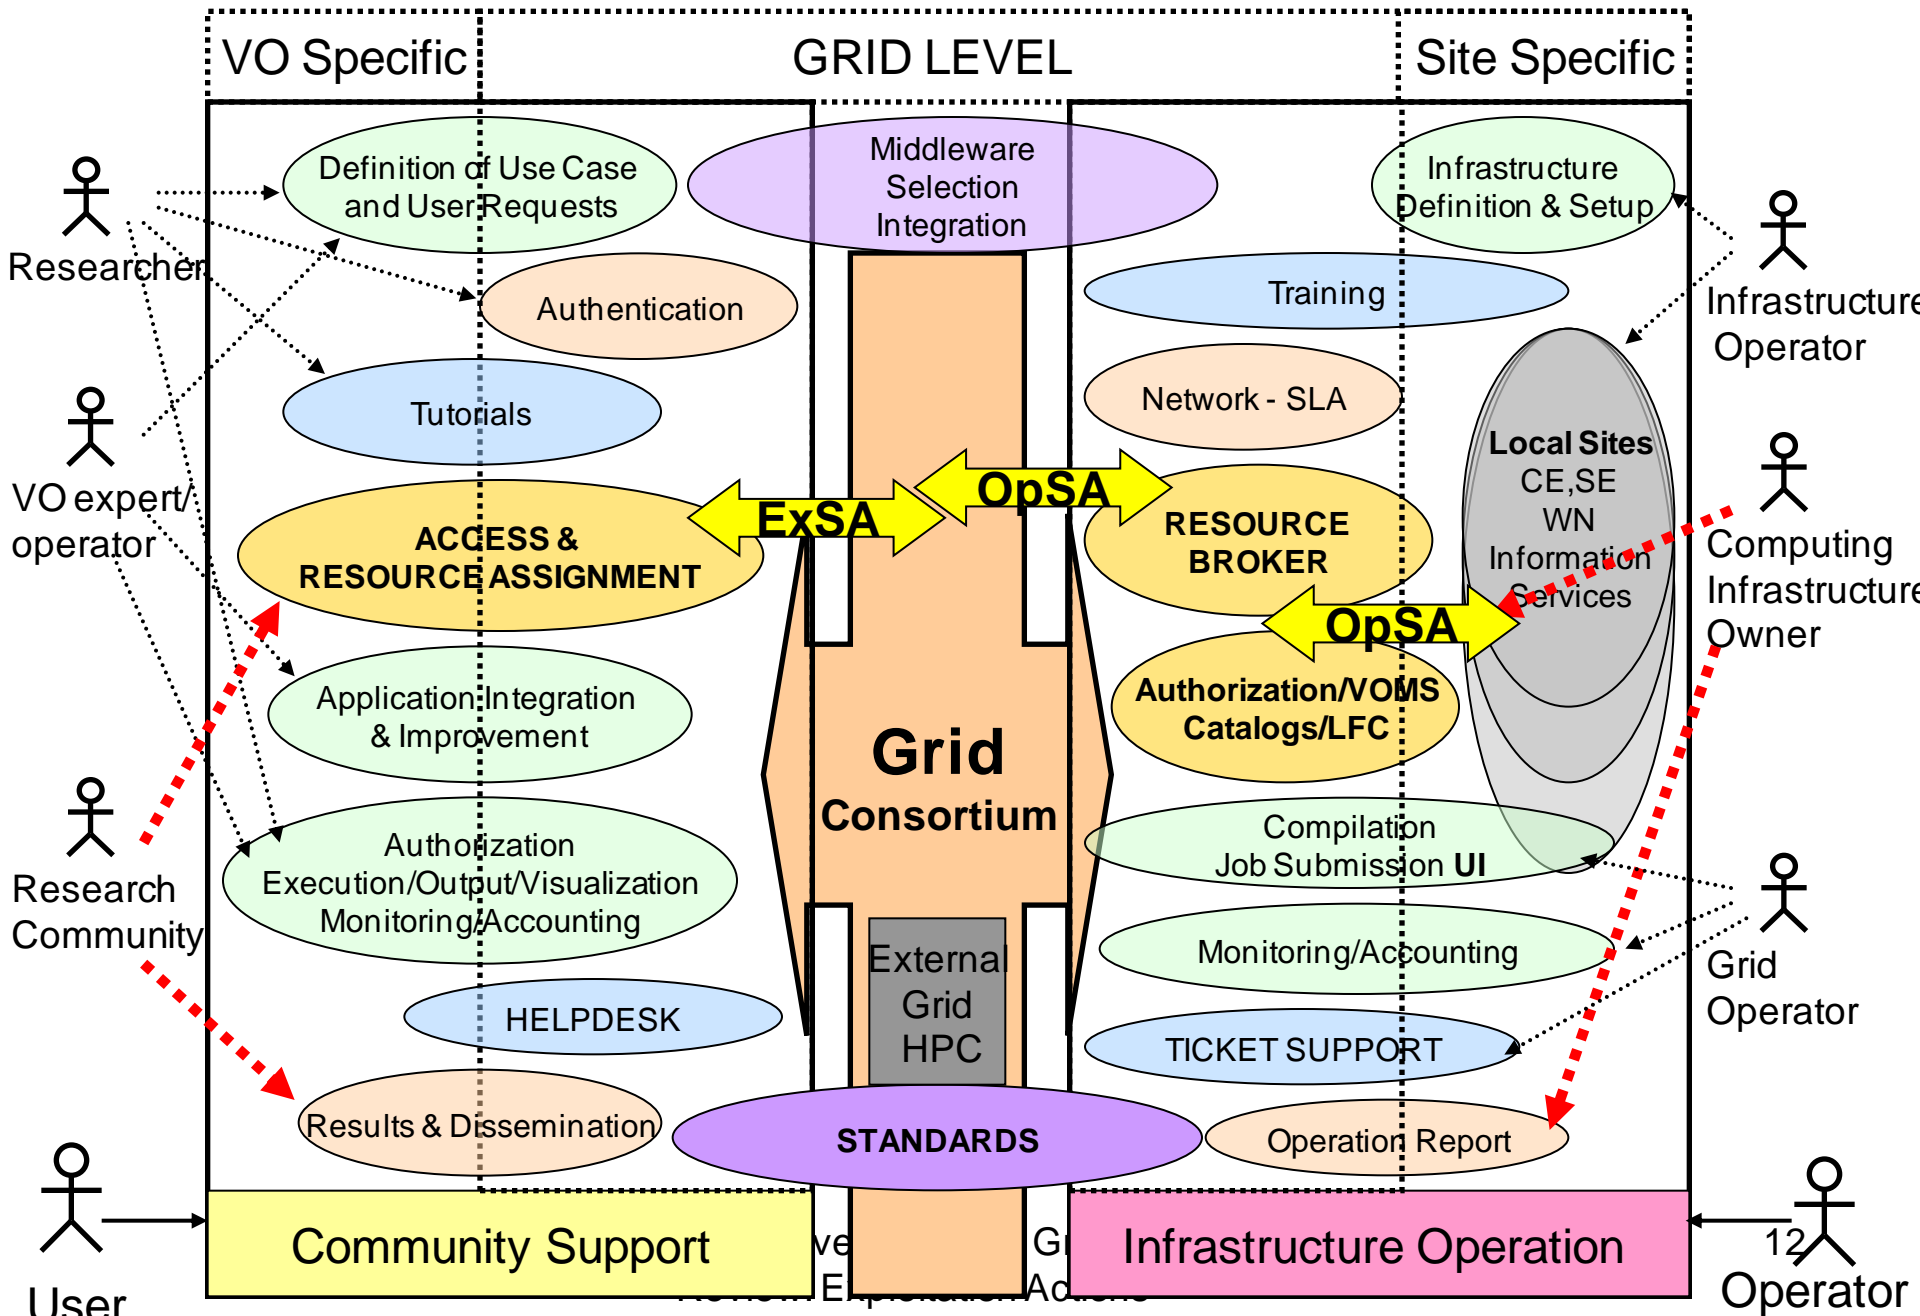 VO Specific
GRID LEVEL
Site Specific
Definition of Use Case
and User Requests
Middleware
Selection
Integration
Infrastructure
Definition & Setup
Researcher
Authentication
Training
Infrastructure
Operator
Tutorials
Network - SLA
VO expert/
operator
ExSA
OpSA
ACCESS &
RESOURCE ASSIGNMENT
RESOURCE
BROKER
Local Sites
CE,SE
WN
Information
Services
Computing
Infrastructure
Owner
OpSA
Application Integration
& Improvement
Authorization/VOMS
Catalogs/LFC
Grid
Consortium
Research
Community
Authorization
Execution/Output/Visualization
Monitoring/Accounting
Compilation
Job Submission UI
Monitoring/Accounting
Grid
Operator
External
Grid
HPC
HELPDESK
TICKET SUPPORT
Results & Dissemination
STANDARDS
Operation Report
User
Community Support
Infrastructure Operation
12
Operator